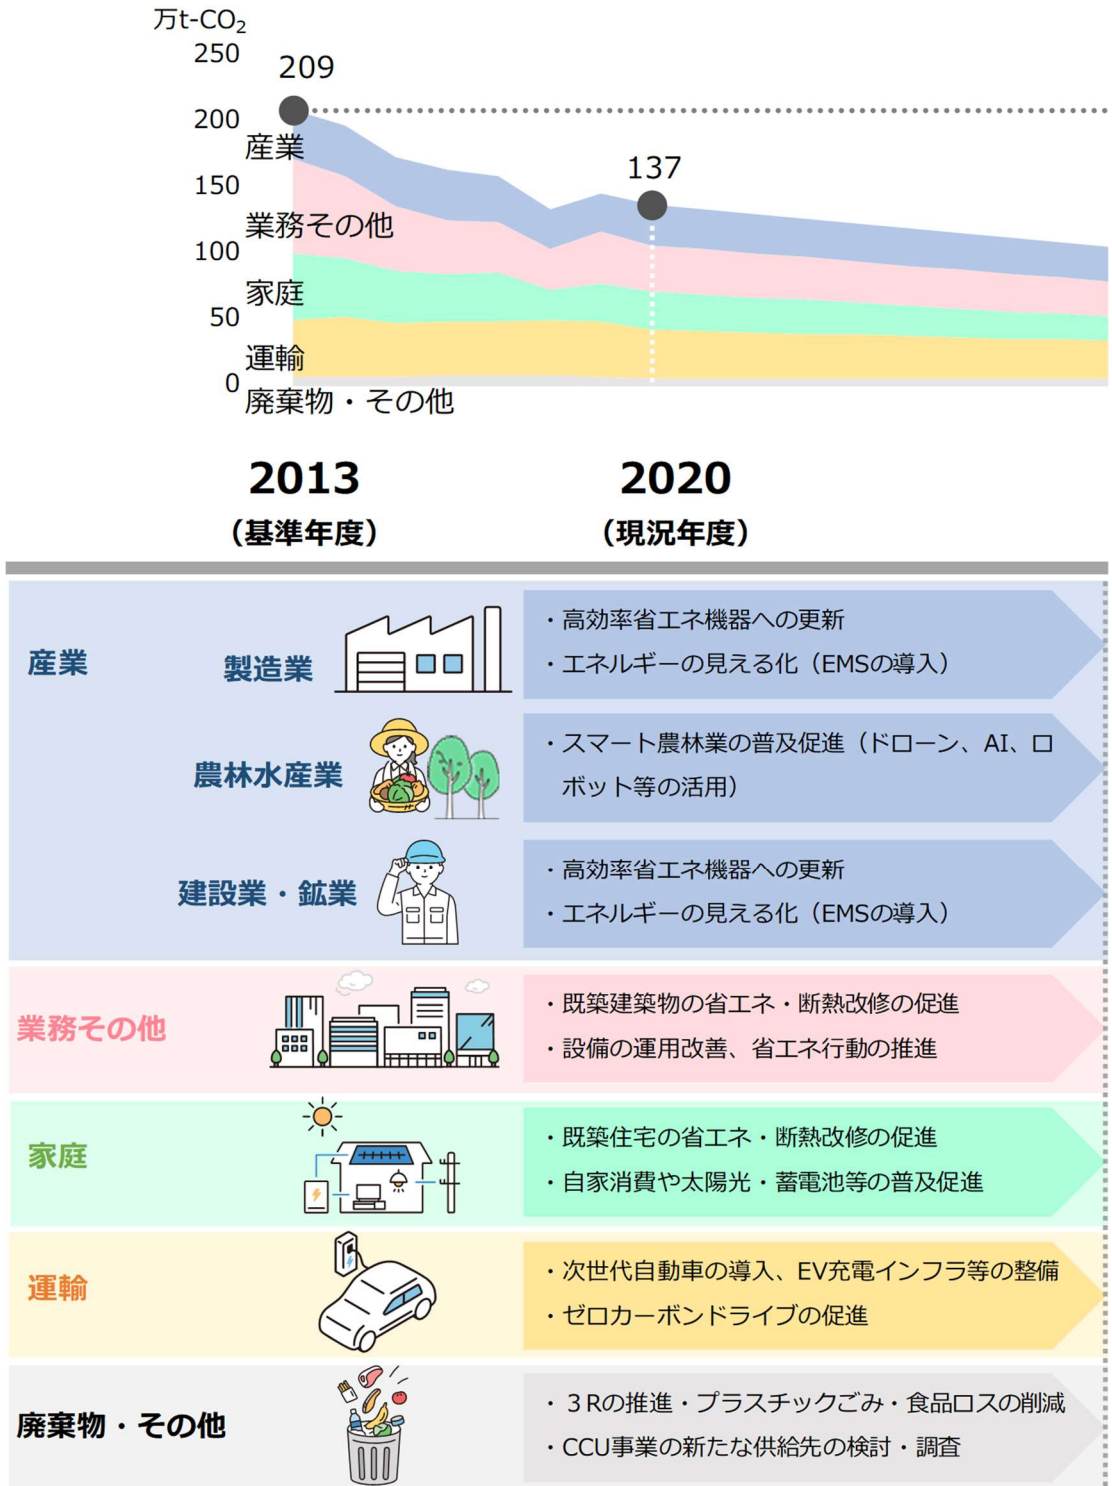 万t-CO₂
250
209
200
産業
150
137
業務その他
100
家庭
50
運輸
0
廃棄物・その他
2013
2020
（基準年度）
（現況年度）
産業
製造業
・高効率省エネ機器への更新
・エネルギーの見える化（EMSの導入）
農林水産業
・スマート農林業の普及促進（ドローン、AI、ロ
ボット等の活用）
建設業・鉱業
・高効率省エネ機器への更新
・エネルギーの見える化（EMSの導入）
業務その他
・既築建築物の省エネ・断熱改修の促進
・設備の運用改善、省エネ行動の推進
家庭
・既築住宅の省エネ・断熱改修の促進
・自家消費や太陽光・蓄電池等の普及促進
運輸
・次世代自動車の導入、EV充電インフラ等の整備
・ゼロカーボンドライブの促進
廃棄物・その他
・３Rの推進・プラスチックごみ・食品ロスの削減
・CCU事業の新たな供給先の検討・調査